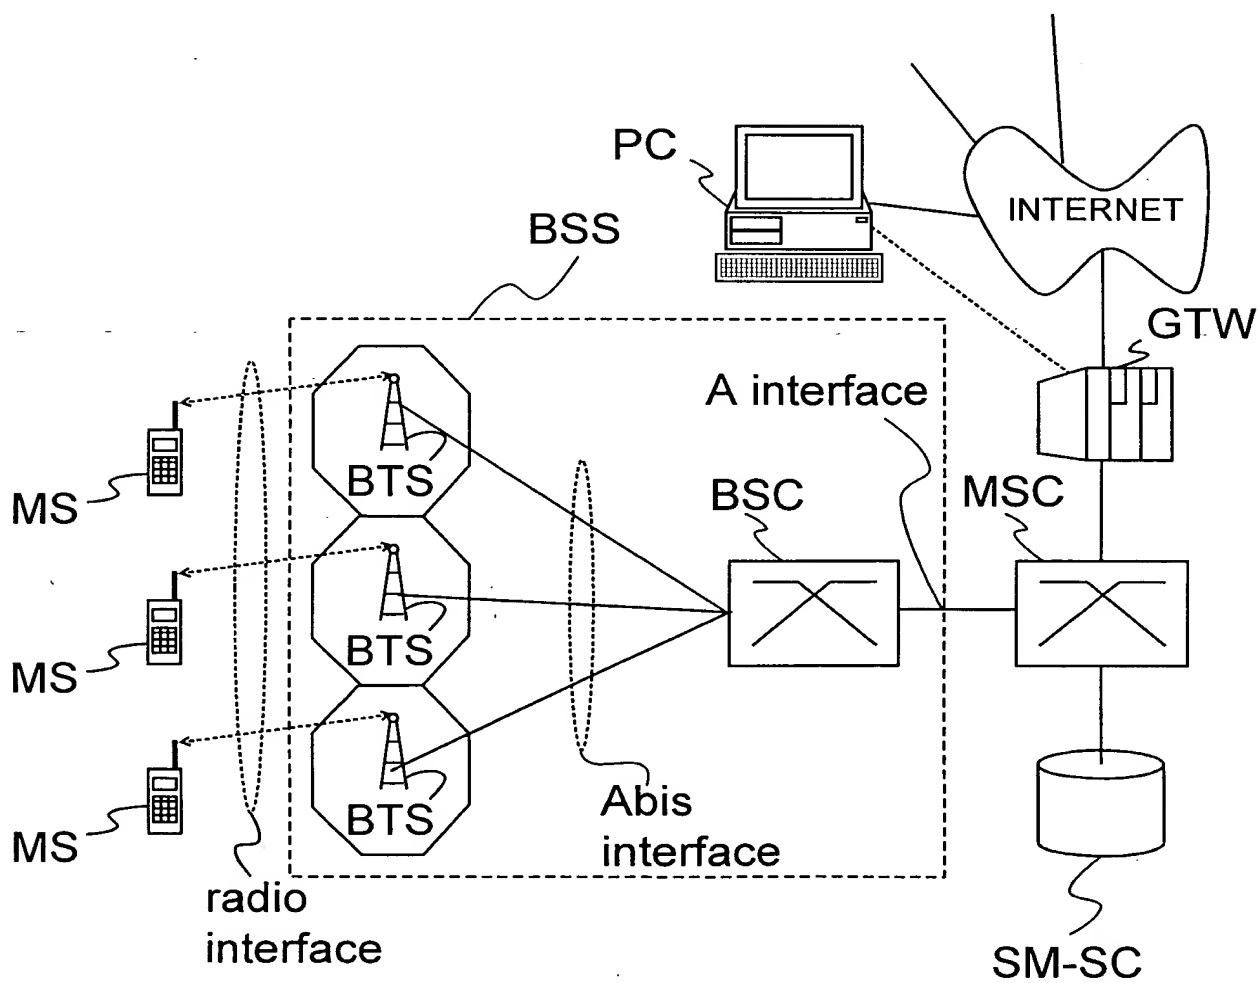 PC
INTERNET
BSS
GTW
A interface
BTS
MS
BSC
MSC
BTS
MS
BTS
MS
Abis
interface
radio
interface
SM-SC